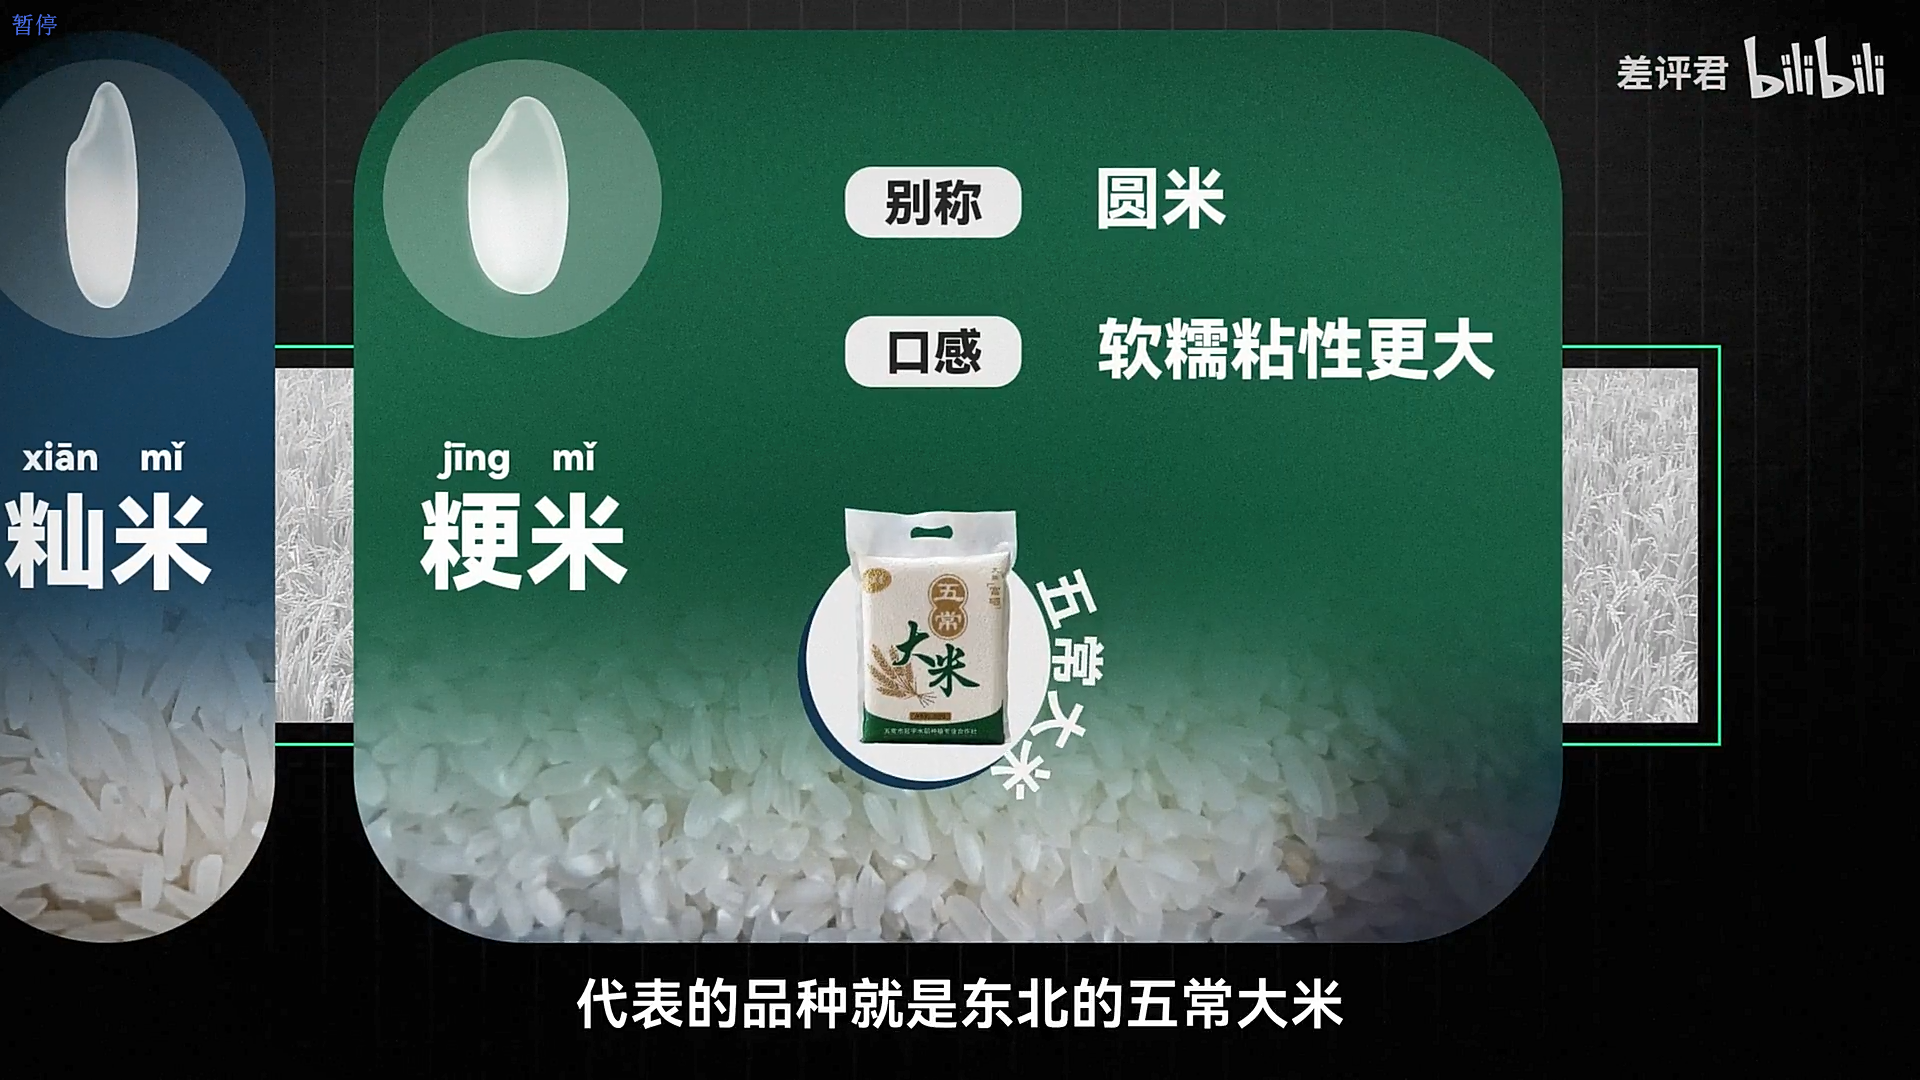 暂停
差评君 bilibili
别称 圆米
口感 软糯粘性更大
xiān mǐ
籼米
jīng mǐ
粳米
五常
大米
五常大米
代表的品种就是东北的五常大米